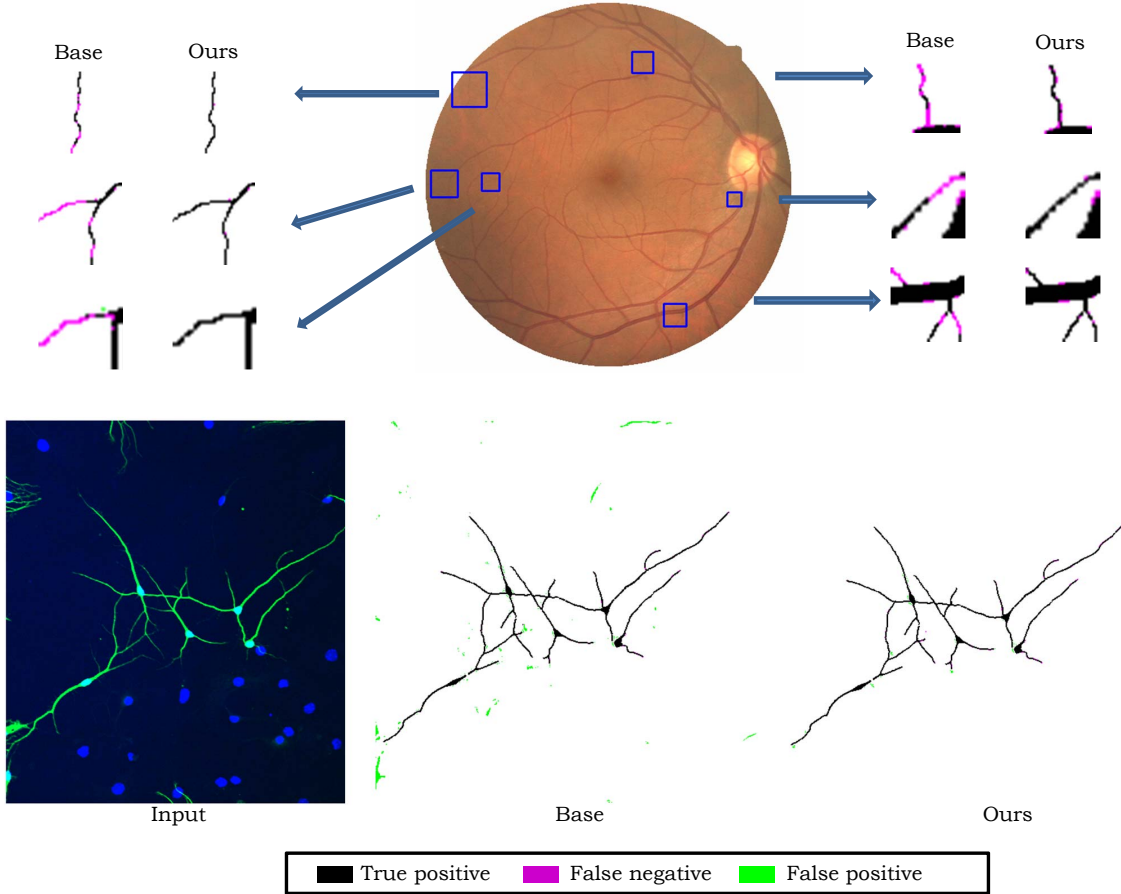 Base Ours
Base Ours
Input Base Ours
True positive False negative False positive